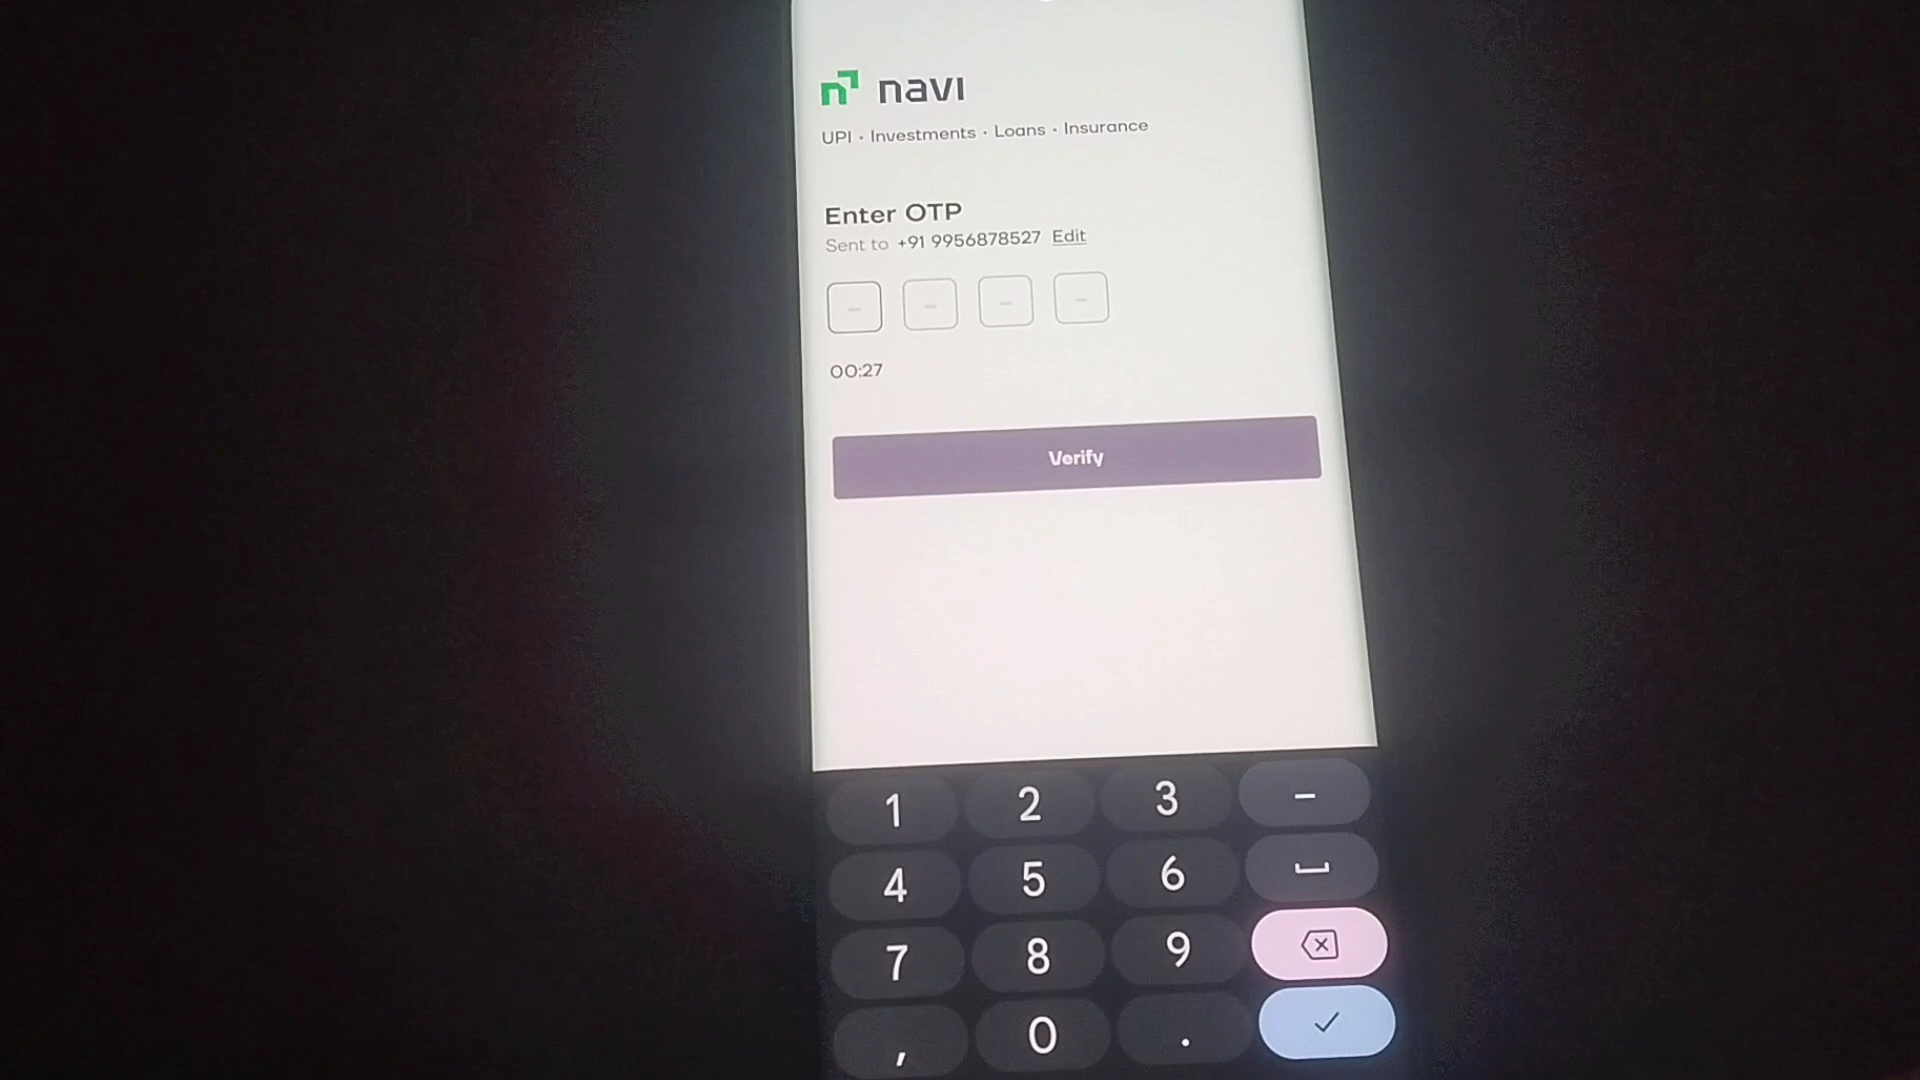 navi
UPI · Investments · Loans · Insurance
Enter OTP
Sent to +91 9956878527 Edit
00:27
Verify
1 2 3 -
4 5 6
7 8 9
, 0 .